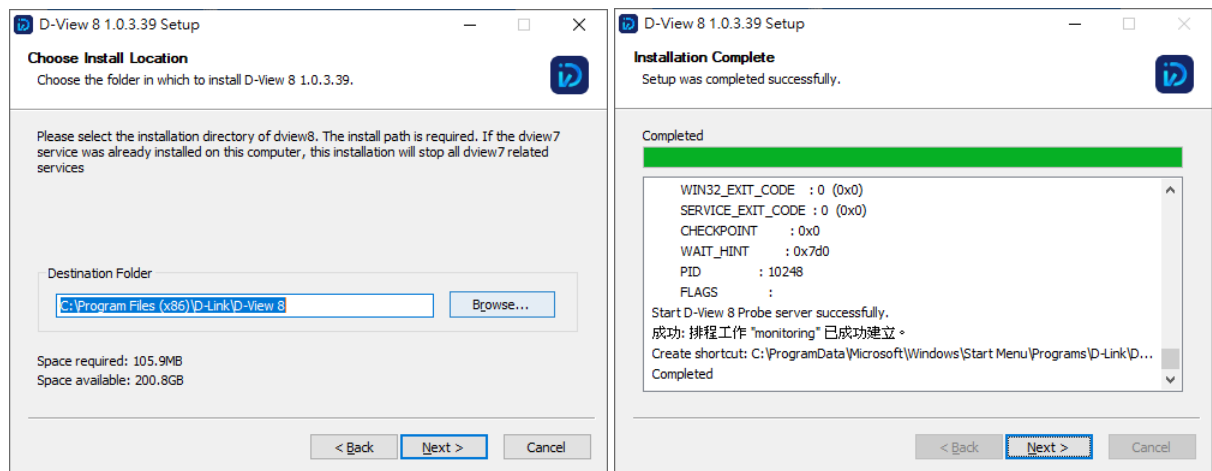 D-View 8 1.0.3.39 Setup
Choose Install Location
Choose the folder in which to install D-View 8 1.0.3.39.
Please select the installation directory of dview8. The install path is required. If the dview7
service was already installed on this computer, this installation will stop all dview7 related
services
Destination Folder
C:\Program Files (x86)\D-Link\D-View 8
Browse...
Space required: 105.9MB
Space available: 200.8GB
< Back
Next >
Cancel
D-View 8 1.0.3.39 Setup
Installation Complete
Setup was completed successfully.
Completed
WIN32_EXIT_CODE : 0 (0x0)
SERVICE_EXIT_CODE : 0 (0x0)
CHECKPOINT : 0x0
WAIT_HINT : 0x7d0
PID : 10248
FLAGS :
Start D-View 8 Probe server successfully.
成功: 排程工作 "monitoring" 已成功建立。
Create shortcut: C:\ProgramData\Microsoft\Windows\Start Menu\Programs\D-Link\D...
Completed
< Back
Next >
Cancel